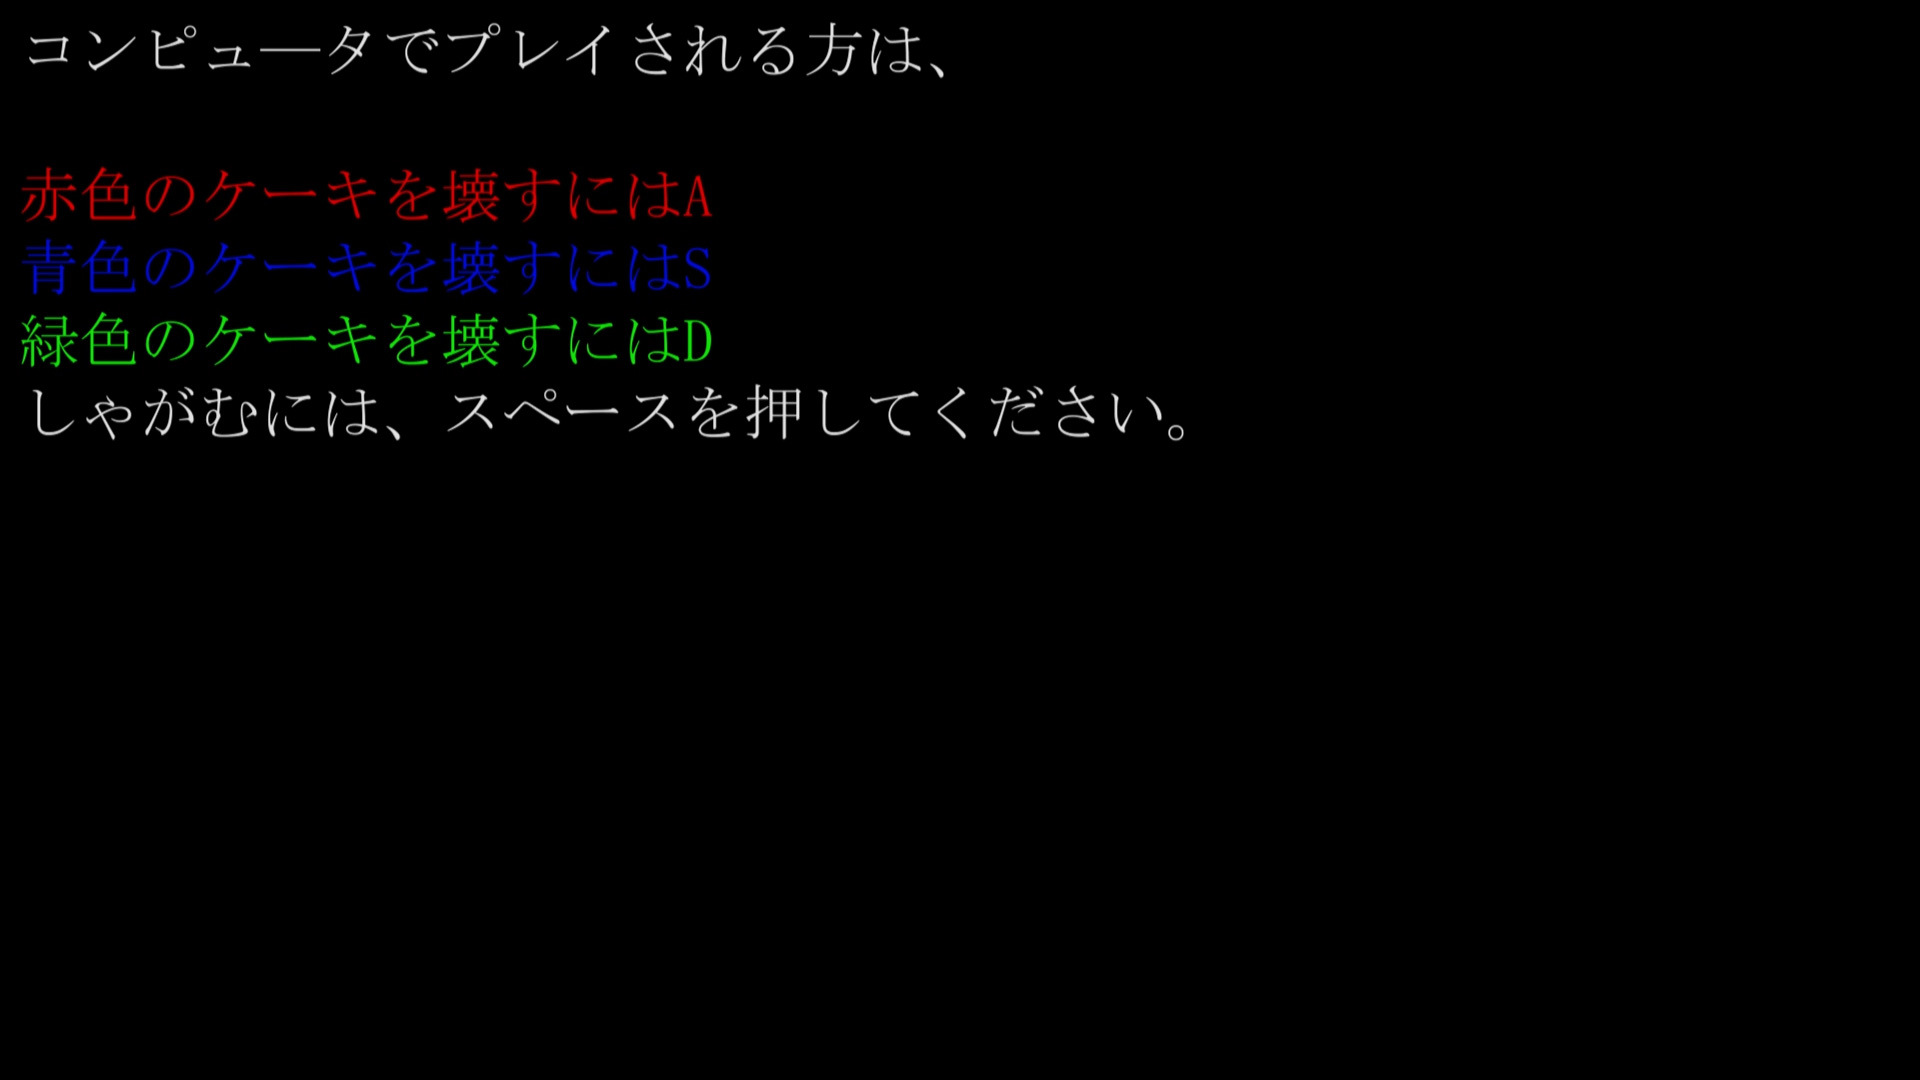 コンピュ―タでプレイされる方は、
赤色のケーキを壊すにはA
青色のケーキを壊すにはS
緑色のケーキを壊すにはD
しゃがむには、スペースを押してください。